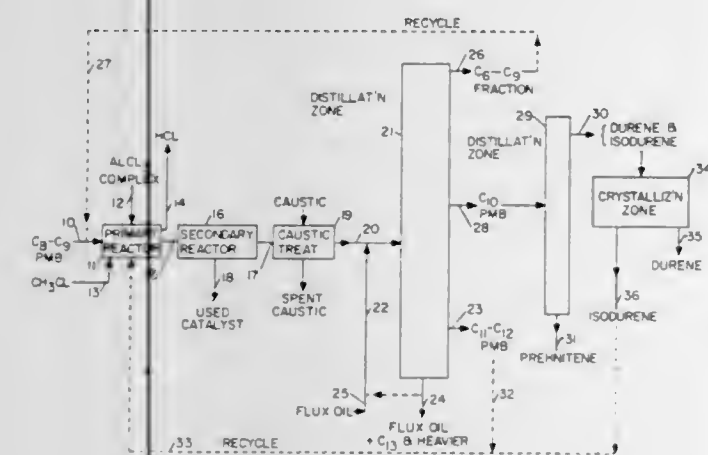 RECYCLE
26
27
C6-C9
FRACTION
DISTILLAT'N
ZONE
21
HCL
ALCL
COMPLEX
12
14
29
30
DISTILLAT'N
ZONE
DURENE &
ISODURENE
34
CRYSTALLIZ'N
ZONE
10
C8-C9
PMB
11
PRIMARY
REACTOR
16
SECONDARY
REACTOR
CAUSTIC
19
CAUSTIC
TREAT
20
C10
PMB
28
35
DURENE
CH3CL
13
18
17
USED
CATALYST
SPENT
CAUSTIC
22
23
C11-C12
PMB
31
PREHNITENE
36
ISODURENE
25
FLUX OIL
24
FLUX OIL
+ C13 & HEAVIER
32
33
RECYCLE